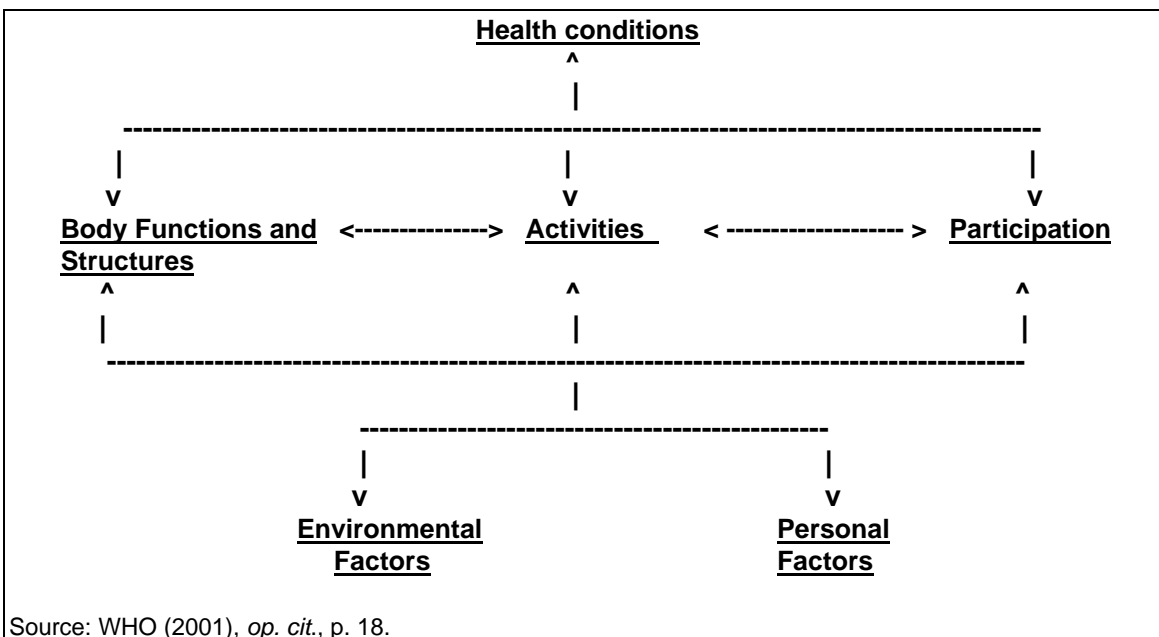 Health conditions
^
|
-----------------------------------------------------------------------------------------------
| | |
v v v
Body Functions and <---------------> Activities < ------------------- > Participation
Structures
^ ^ ^
| | |
-----------------------------------------------------------------------------------------------
|
------------------------------------------------
| |
v v
Environmental Personal
Factors Factors
Source: WHO (2001), op. cit., p. 18.